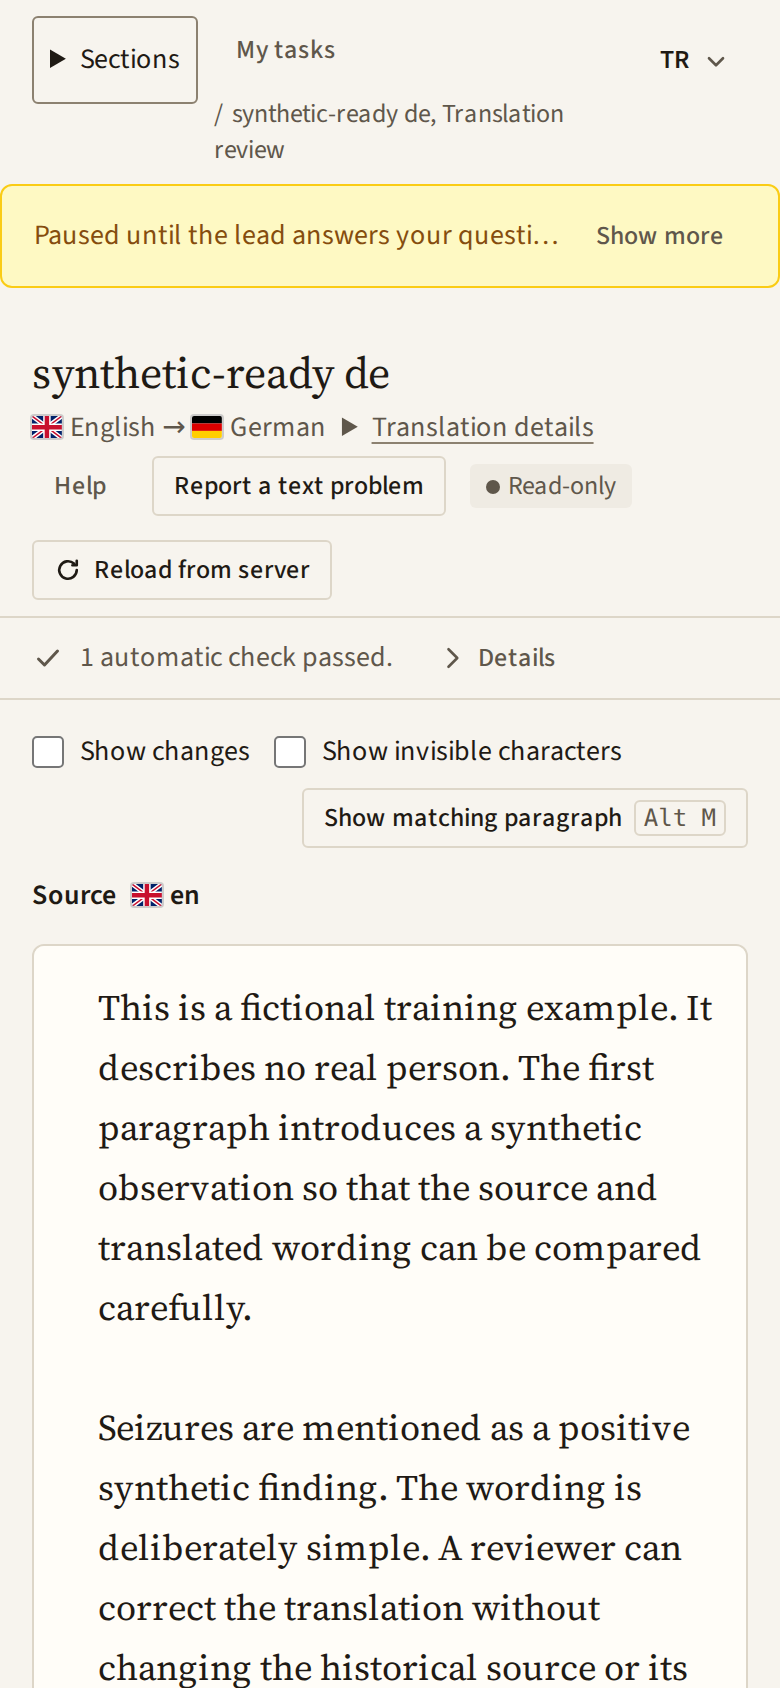 Sections
My tasks
TR
/ synthetic-ready de, Translation
review
Paused until the lead answers your questi…
Show more
synthetic-ready de
English → German Translation details
Help
Report a text problem
Read-only
Reload from server
1 automatic check passed.
Details
Show changes
Show invisible characters
Show matching paragraph Alt M
Source en
This is a fictional training example. It
describes no real person. The first
paragraph introduces a synthetic
observation so that the source and
translated wording can be compared
carefully.
Seizures are mentioned as a positive
synthetic finding. The wording is
deliberately simple. A reviewer can
correct the translation without
changing the historical source or its